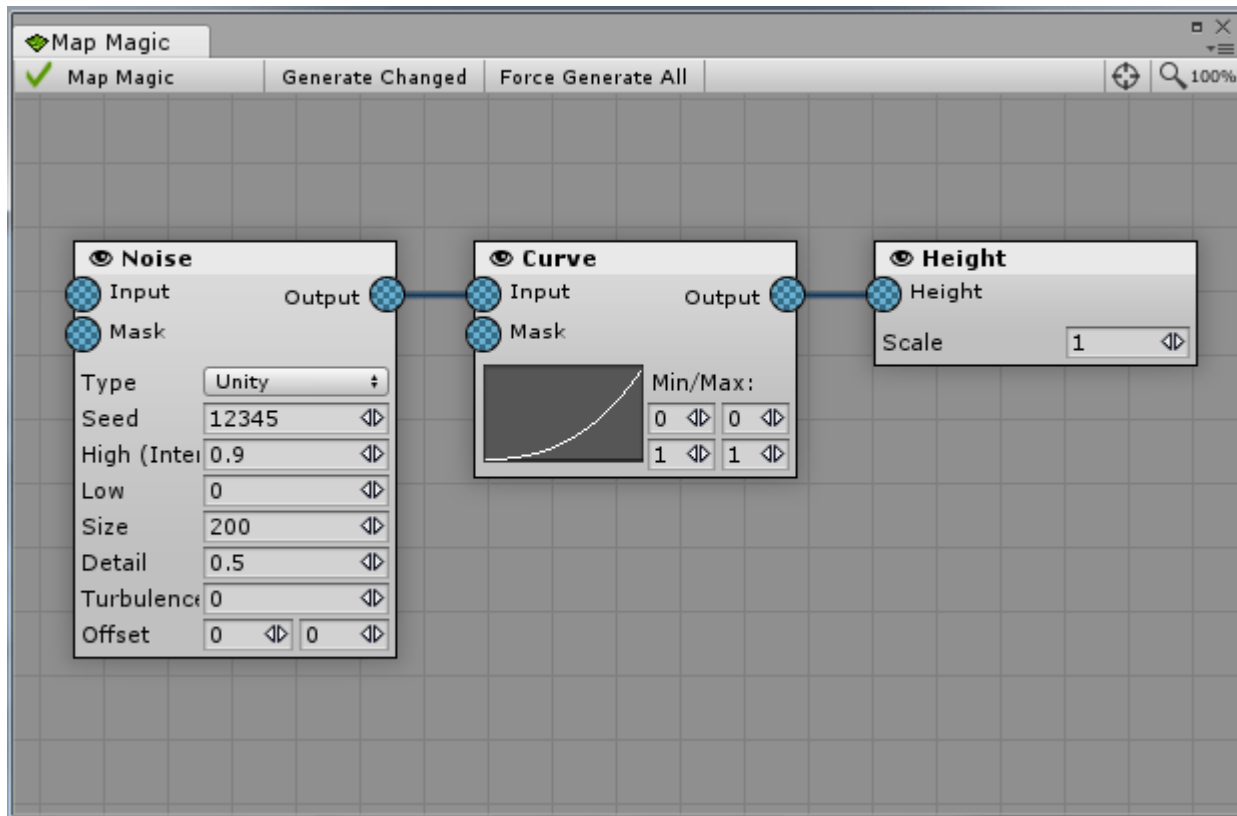 Map Magic
Map Magic Generate Changed Force Generate All 100%
Noise
Input Output
Mask
Type Unity
Seed 12345
High (Inter 0.9
Low 0
Size 200
Detail 0.5
Turbulence 0
Offset 0 0
Curve
Input Output
Mask
Min/Max:
0 0
1 1
Height
Height
Scale 1